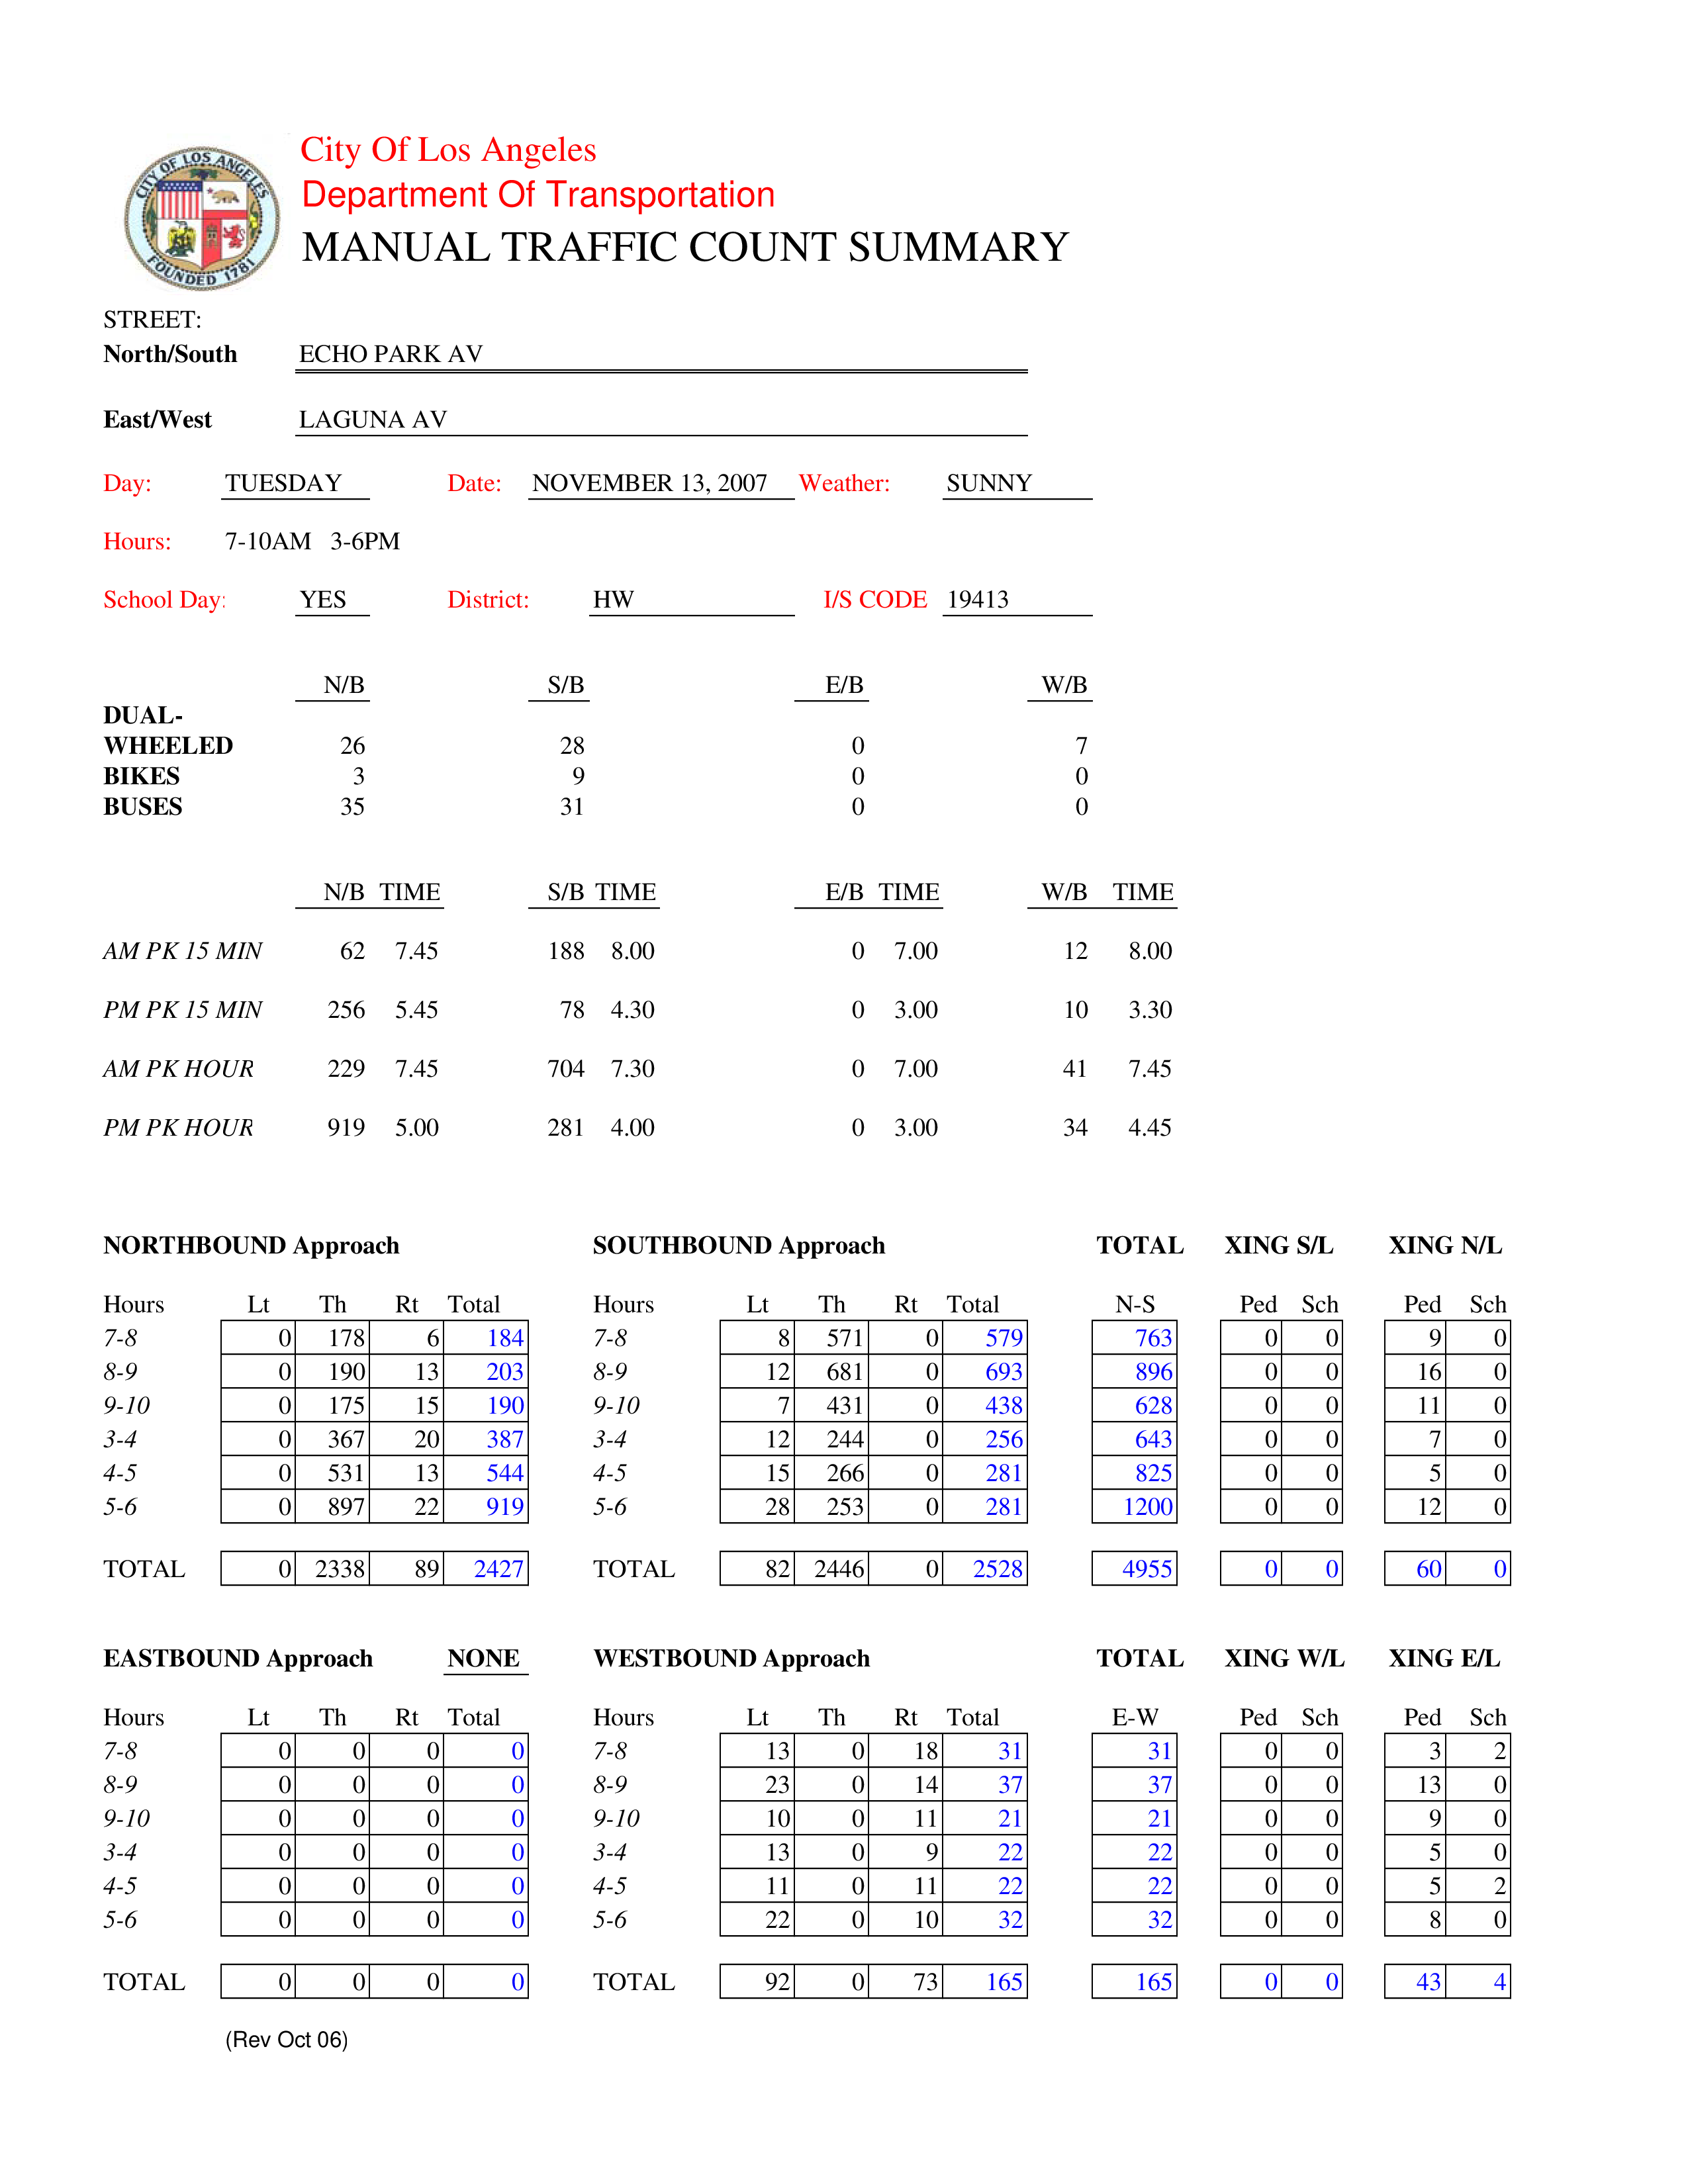 CITY OF LOS ANGELES
FOUNDED 1781
City Of Los Angeles
Department Of Transportation
MANUAL TRAFFIC COUNT SUMMARY
STREET:
North/South ECHO PARK AV
East/West LAGUNA AV
Day: TUESDAY Date: NOVEMBER 13, 2007 Weather: SUNNY
Hours: 7-10AM 3-6PM
School Day: YES District: HW I/S CODE 19413
N/B S/B E/B W/B
DUAL-
WHEELED 26 28 0 7
BIKES 3 9 0 0
BUSES 35 31 0 0
N/B TIME S/B TIME E/B TIME W/B TIME
AM PK 15 MIN 62 7.45 188 8.00 0 7.00 12 8.00
PM PK 15 MIN 256 5.45 78 4.30 0 3.00 10 3.30
AM PK HOUR 229 7.45 704 7.30 0 7.00 41 7.45
PM PK HOUR 919 5.00 281 4.00 0 3.00 34 4.45
NORTHBOUND Approach SOUTHBOUND Approach TOTAL XING S/L XING N/L
Hours Lt Th Rt Total Hours Lt Th Rt Total N-S Ped Sch Ped Sch
7-8 0 178 6 184 7-8 8 571 0 579 763 0 0 9 0
8-9 0 190 13 203 8-9 12 681 0 693 896 0 0 16 0
9-10 0 175 15 190 9-10 7 431 0 438 628 0 0 11 0
3-4 0 367 20 387 3-4 12 244 0 256 643 0 0 7 0
4-5 0 531 13 544 4-5 15 266 0 281 825 0 0 5 0
5-6 0 897 22 919 5-6 28 253 0 281 1200 0 0 12 0
TOTAL 0 2338 89 2427 TOTAL 82 2446 0 2528 4955 0 0 60 0
EASTBOUND Approach NONE WESTBOUND Approach TOTAL XING W/L XING E/L
Hours Lt Th Rt Total Hours Lt Th Rt Total E-W Ped Sch Ped Sch
7-8 0 0 0 0 7-8 13 0 18 31 31 0 0 3 2
8-9 0 0 0 0 8-9 23 0 14 37 37 0 0 13 0
9-10 0 0 0 0 9-10 10 0 11 21 21 0 0 9 0
3-4 0 0 0 0 3-4 13 0 9 22 22 0 0 5 0
4-5 0 0 0 0 4-5 11 0 11 22 22 0 0 5 2
5-6 0 0 0 0 5-6 22 0 10 32 32 0 0 8 0
TOTAL 0 0 0 0 TOTAL 92 0 73 165 165 0 0 43 4
(Rev Oct 06)